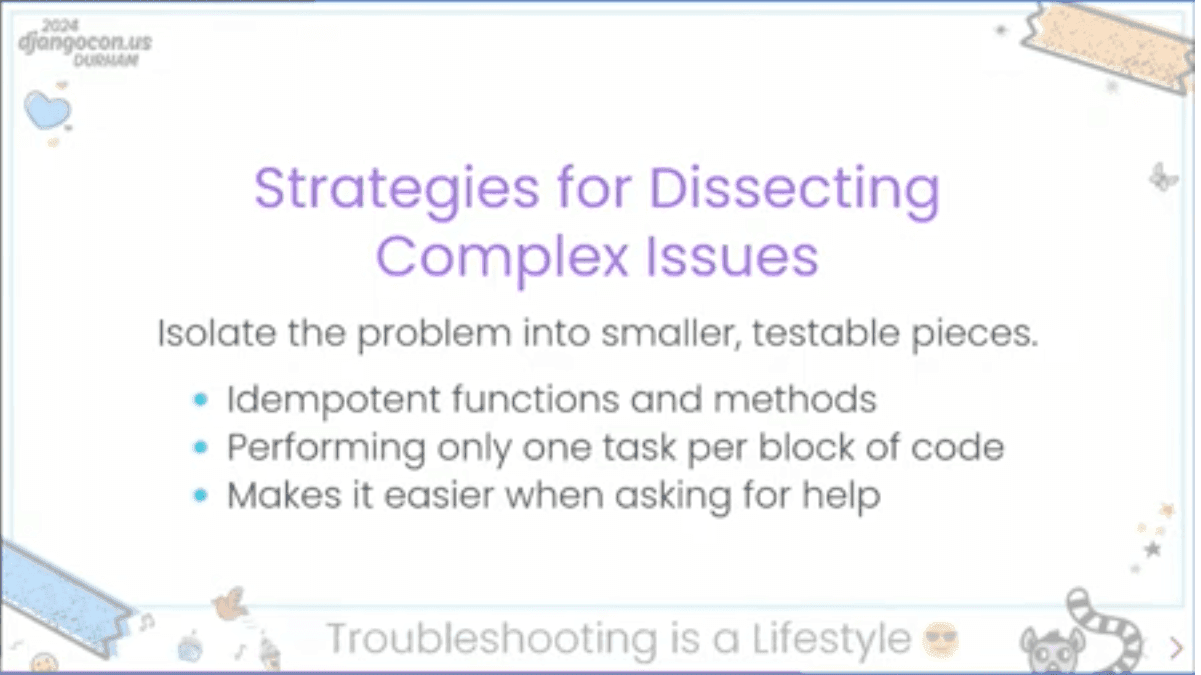 2024
djangocon.us
DURHAM
Strategies for Dissecting
Complex Issues
Isolate the problem into smaller, testable pieces.
Idempotent functions and methods
Performing only one task per block of code
Makes it easier when asking for help
Troubleshooting is a Lifestyle 😎